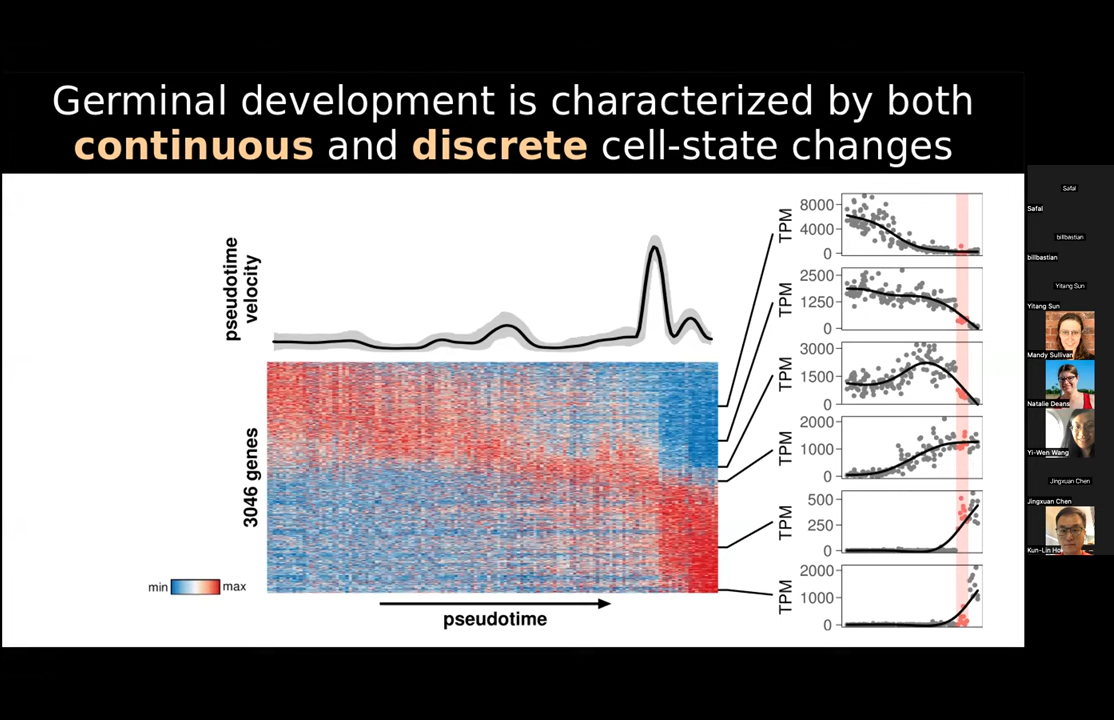 Germinal development is characterized by both
continuous and discrete cell-state changes
pseudotime
velocity
3046 genes
min
max
pseudotime
TPM
8000
4000
0
TPM
2500
1250
0
TPM
3000
1500
0
TPM
2000
1000
0
TPM
500
250
0
TPM
2000
1000
0
Safal
Safal
billbastian
billbastian
Yitang Sun
Yitang Sun
Mandy Sullivan
Natalie Deans
Yi-Wen Wang
Jingxuan Chen
Jingxuan Chen
Kun-Lin Ho